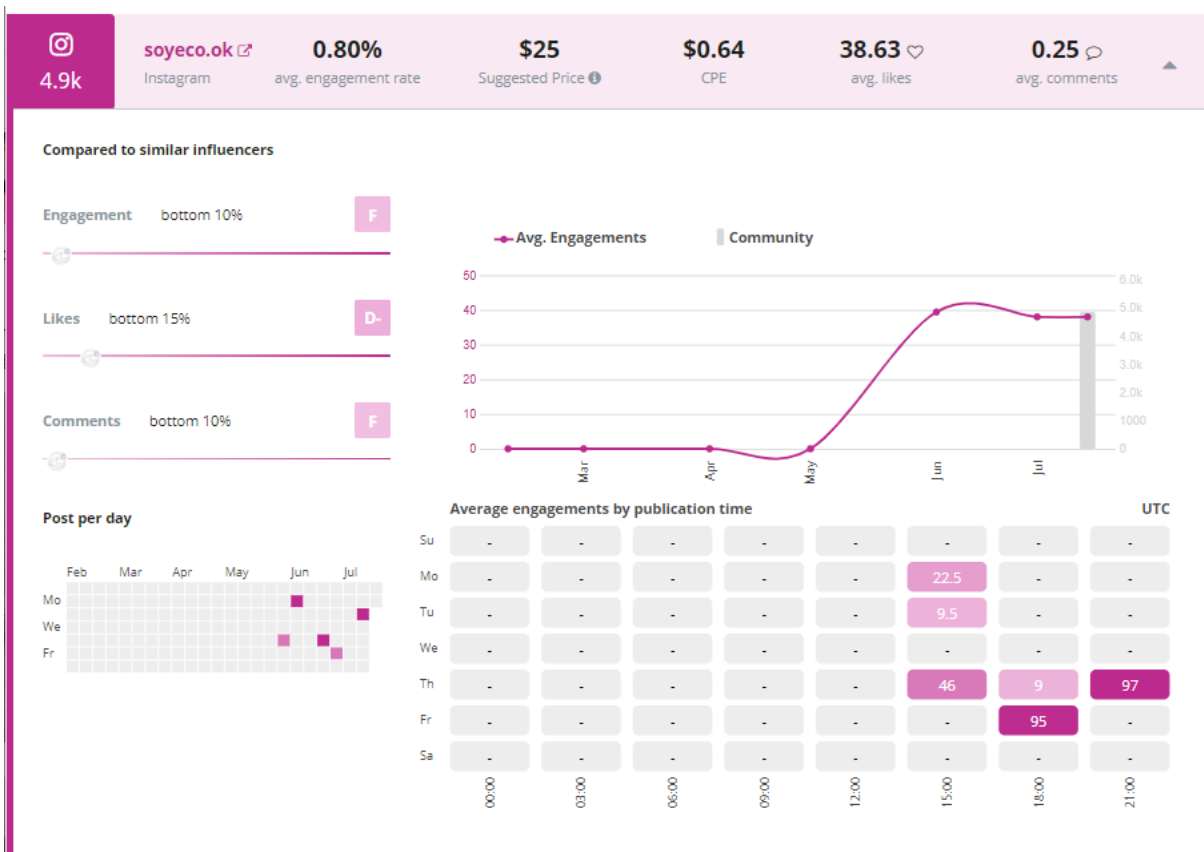 soyeco.ok 0.80% $25 $0.64 38.63 0.25
4.9k Instagram avg. engagement rate Suggested Price CPE avg. likes avg. comments
Compared to similar influencers
Engagement bottom 10% F
Likes bottom 15% D-
Comments bottom 10% F
Avg. Engagements Community
50 6.0k
40 5.0k
30 4.0k
20 3.0k
10 2.0k
0 1000
0
Mar Apr May Jun Jul
Post per day
Feb Mar Apr May Jun Jul
Mo
We
Fr
Average engagements by publication time UTC
Su - - - - - - - -
Mo - - - - - 22.5 - -
Tu - - - - - 9.5 - -
We - - - - - - - -
Th - - - - - 46 9 97
Fr - - - - - - 95 -
Sa - - - - - - - -
00:00 03:00 06:00 09:00 12:00 15:00 18:00 21:00